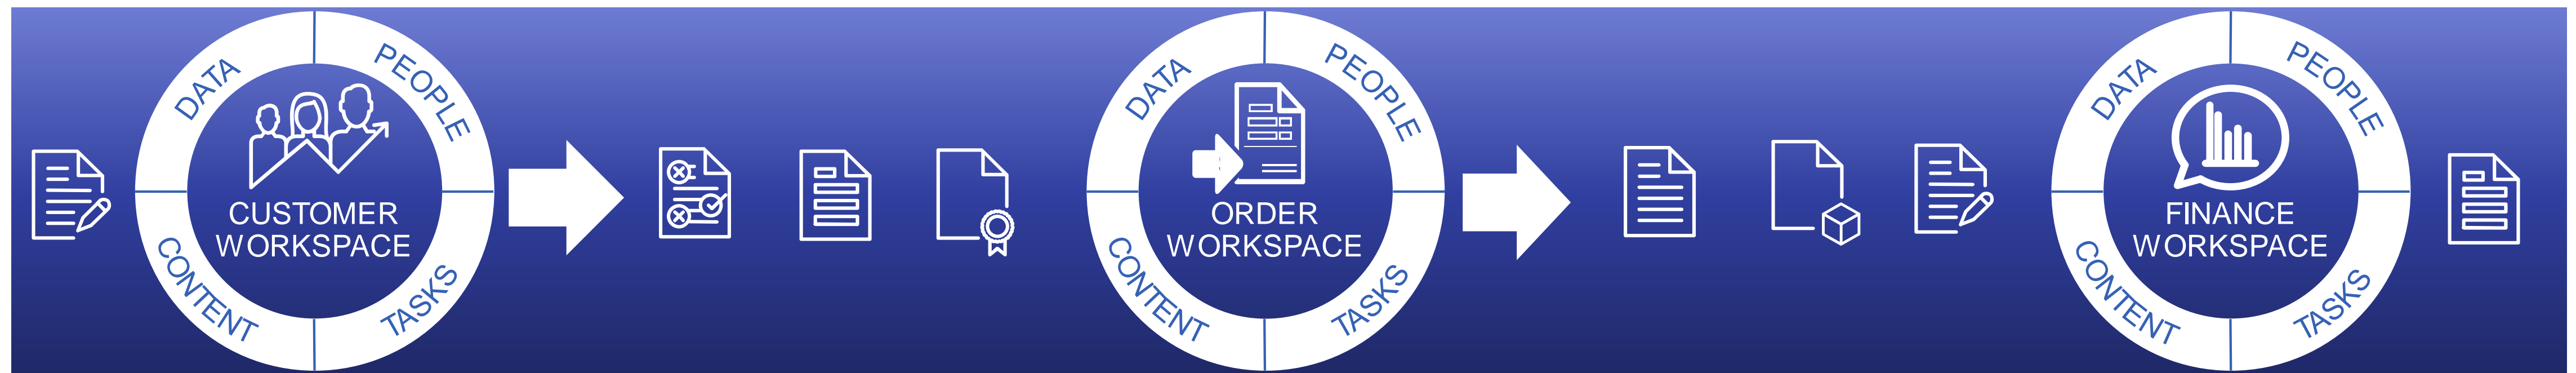 DATA
PEOPLE
CUSTOMER
WORKSPACE
CONTENT
TASKS
DATA
PEOPLE
ORDER
WORKSPACE
CONTENT
TASKS
DATA
PEOPLE
FINANCE
WORKSPACE
CONTENT
TASKS